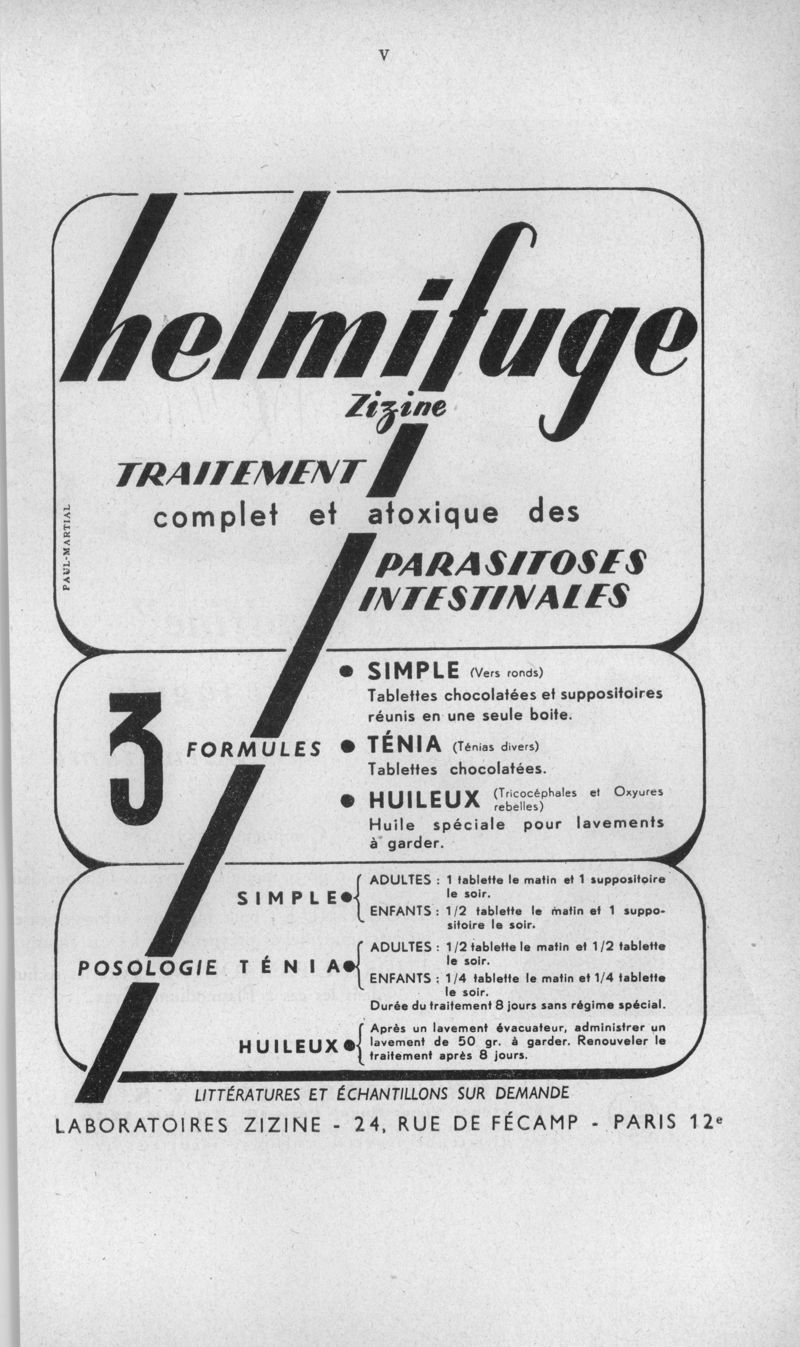 V
helmifuge
Zizine
TRAITEMENT
complet et atoxique des
PARASITOSES
INTESTINALES
PAUL-MARTIAL
3 FORMULES
• SIMPLE (Vers ronds)
Tablettes chocolatées et suppositoires
réunis en une seule boite.
• TÉNIA (Ténias divers)
Tablettes chocolatées.
• HUILEUX (Tricocéphales et Oxyures
rebelles)
Huile spéciale pour lavements
à garder.
POSOLOGIE
SIMPLE •
ADULTES : 1 tablette le matin et 1 suppositoire
le soir.
ENFANTS : 1/2 tablette le matin et 1 suppo-
sitoire le soir.
TÉNIA •
ADULTES : 1/2 tablette le matin et 1/2 tablette
le soir.
ENFANTS : 1/4 tablette le matin et 1/4 tablette
le soir.
Durée du traitement 8 jours sans régime spécial.
HUILEUX •
Après un lavement évacuateur, administrer un
lavement de 50 gr. à garder. Renouveler le
traitement après 8 jours.
LITTÉRATURES ET ÉCHANTILLONS SUR DEMANDE
LABORATOIRES ZIZINE - 24, RUE DE FÉCAMP - PARIS 12e